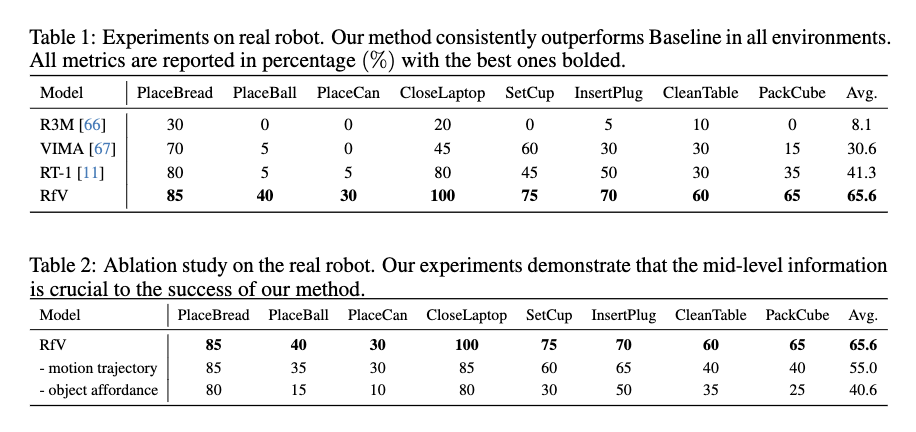 Table 1: Experiments on real robot. Our method consistently outperforms Baseline in all environments.
All metrics are reported in percentage (%) with the best ones bolded.
Model PlaceBread PlaceBall PlaceCan CloseLaptop SetCup InsertPlug CleanTable PackCube Avg.
R3M [66] 30 0 0 20 0 5 10 0 8.1
VIMA [67] 70 5 0 45 60 30 30 15 30.6
RT-1 [11] 80 5 5 80 45 50 30 35 41.3
RfV 85 40 30 100 75 70 60 65 65.6
Table 2: Ablation study on the real robot. Our experiments demonstrate that the mid-level information
is crucial to the success of our method.
Model PlaceBread PlaceBall PlaceCan CloseLaptop SetCup InsertPlug CleanTable PackCube Avg.
RfV 85 40 30 100 75 70 60 65 65.6
- motion trajectory 85 35 30 85 60 65 40 40 55.0
- object affordance 80 15 10 80 30 50 35 25 40.6